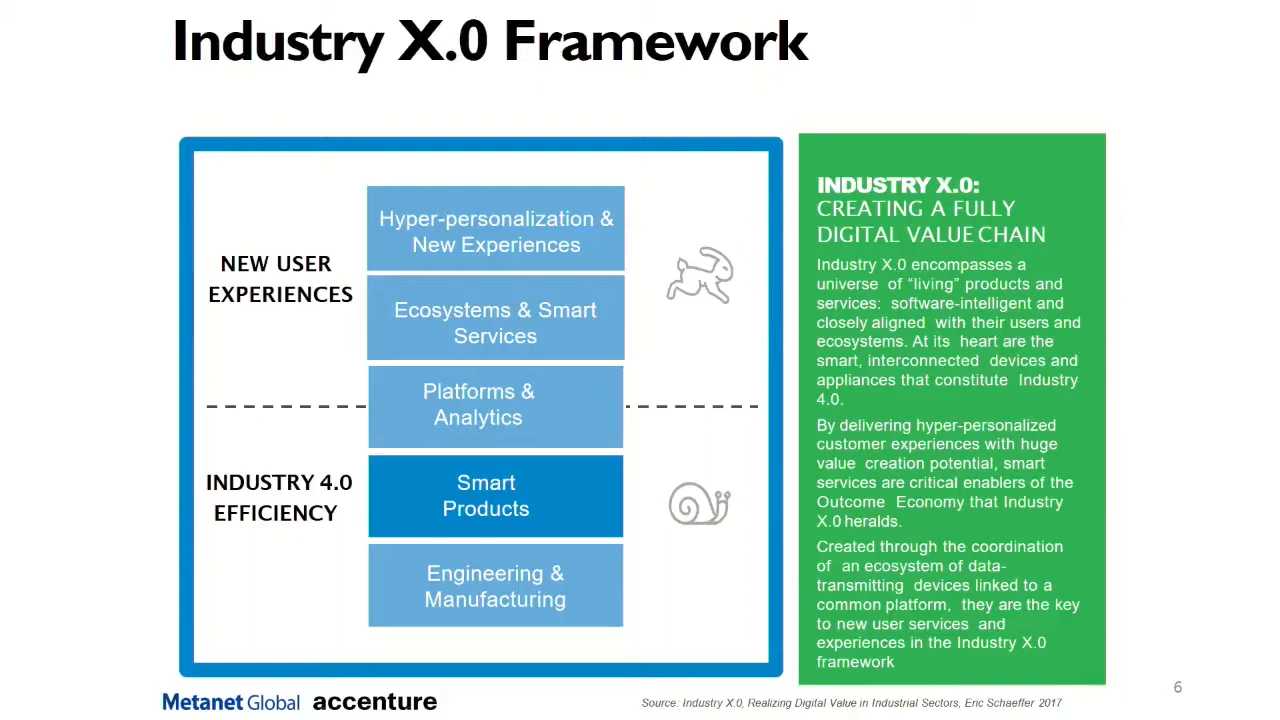 Industry X.0 Framework
NEW USER
EXPERIENCES
INDUSTRY 4.0
EFFICIENCY
Hyper-personalization &
New Experiences
Ecosystems & Smart
Services
Platforms &
Analytics
Smart
Products
Engineering &
Manufacturing
INDUSTRY X.0:
CREATING A FULLY
DIGITAL VALUE CHAIN
Industry X.0 encompasses a
universe of “living” products and
services: software-intelligent and
closely aligned with their users and
ecosystems. At its heart are the
smart, interconnected devices and
appliances that constitute Industry
4.0.
By delivering hyper-personalized
customer experiences with huge
value creation potential, smart
services are critical enablers of the
Outcome Economy that Industry
X.0 heralds.
Created through the coordination
of an ecosystem of data-
transmitting devices linked to a
common platform, they are the key
to new user services and
experiences in the Industry X.0
framework
Metanet Global accenture
Source: Industry X.0, Realizing Digital Value in Industrial Sectors, Eric Schaeffer 2017
6